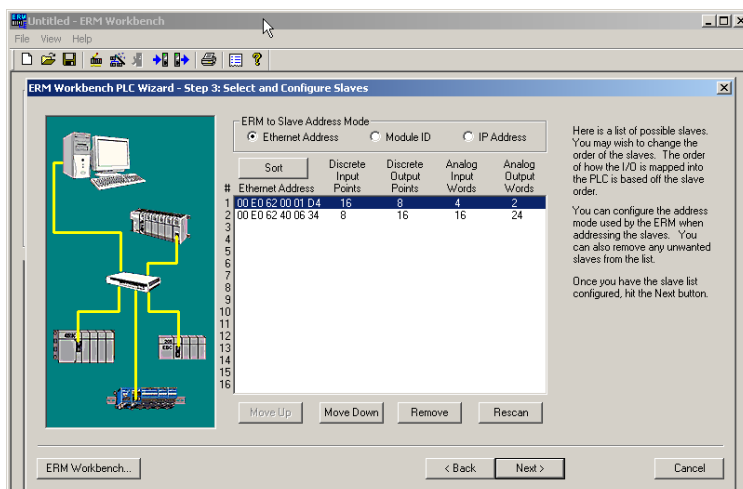 Untitled - ERM Workbench
File View Help
ERM Workbench PLC Wizard - Step 3: Select and Configure Slaves
ERM to Slave Address Mode
Ethernet Address Module ID IP Address
Sort
Discrete Input Points
Discrete Output Points
Analog Input Words
Analog Output Words
# Ethernet Address
1 00 E0 62 00 01 D4 16 8 4 2
2 00 E0 62 40 06 34 8 16 16 24
3
4
5
6
7
8
9
10
11
12
13
14
15
16
Move Up Move Down Remove Rescan
Here is a list of possible slaves.
You may wish to change the
order of the slaves. The order
of how the I/O is mapped into
the PLC is based off the slave
order.
You can configure the address
mode used by the ERM when
addressing the slaves. You
can also remove any unwanted
slaves from the list.
Once you have the slave list
configured, hit the Next button.
ERM Workbench... < Back Next > Cancel